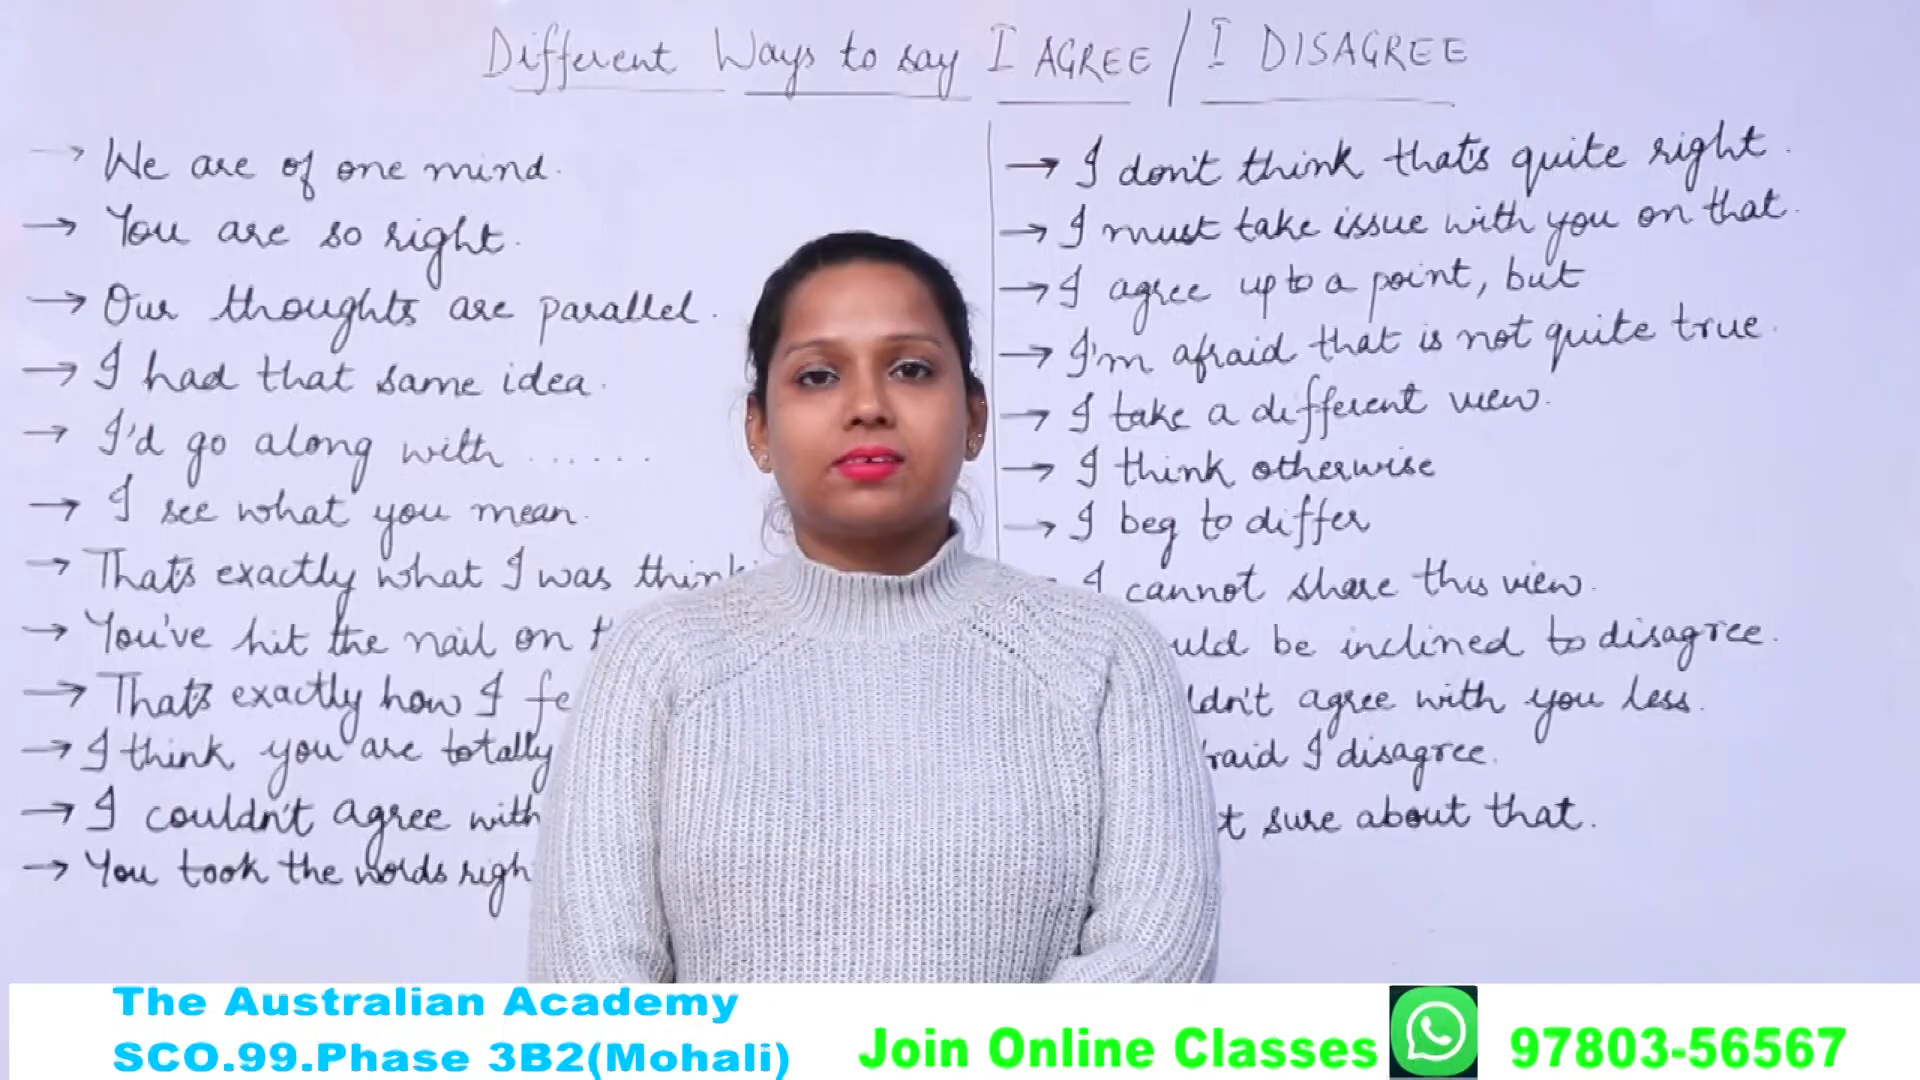 Different Ways to say I AGREE / I DISAGREE
→ We are of one mind.
→ You are so right.
→ Our thoughts are parallel.
→ I had that same idea.
→ I'd go along with ......
→ I see what you mean.
→ That's exactly what I was think
→ You've hit the nail on t
→ That's exactly how I fe
→ I think you are totally
→ I couldn't agree with
→ You took the words righ
→ I don't think that's quite right.
→ I must take issue with you on that.
→ I agree up to a point, but
→ I'm afraid that is not quite true.
→ I take a different view.
→ I think otherwise
→ I beg to differ
I cannot share this view.
uld be inclined to disagree.
ldn't agree with you less.
raid I disagree.
t sure about that.
The Australian Academy
SCO.99.Phase 3B2(Mohali)
Join Online Classes
97803-56567